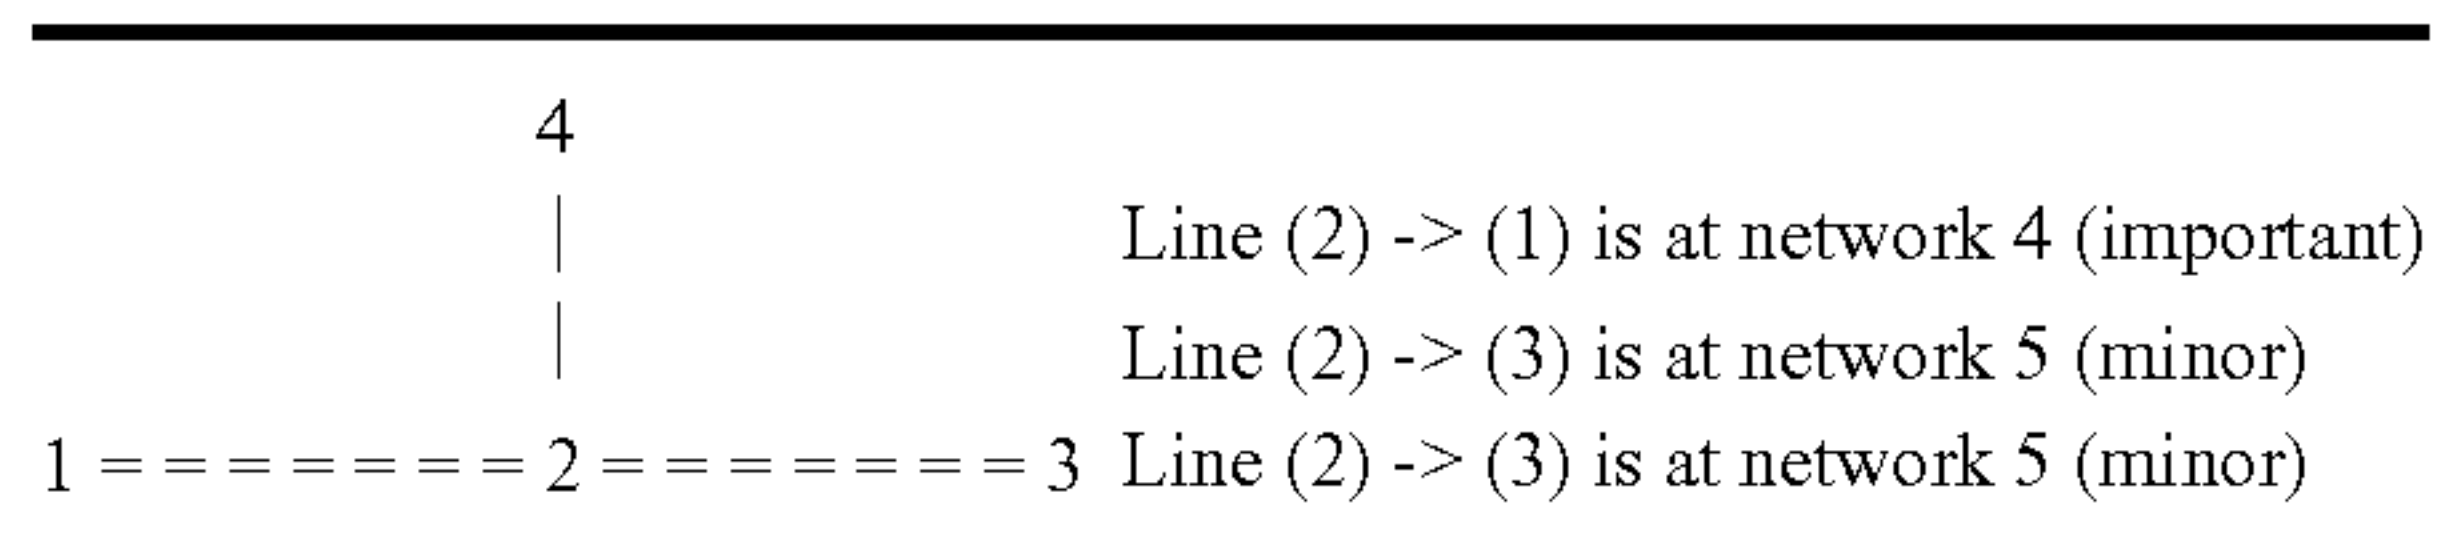 4
| Line (2) -> (1) is at network 4 (important)
| Line (2) -> (3) is at network 5 (minor)
1 = = = = = = = 2 = = = = = = = 3 Line (2) -> (3) is at network 5 (minor)